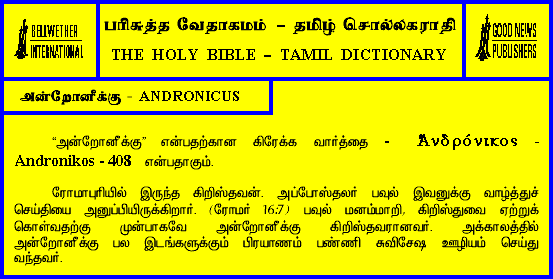 BELLWETHER
INTERNATIONAL
பரிசுத்த வேதாகமம் – தமிழ் சொல்லகராதி
THE HOLY BIBLE – TAMIL DICTIONARY
GOOD NEWS
PUBLISHERS
அன்றோனீக்கு - ANDRONICUS
“அன்றோனீக்கு” என்பதற்கான கிரேக்க வார்த்தை - Ἀνδρόνικος -
Andronikos - 408 என்பதாகும்.
ரோமாபுரியில் இருந்த கிறிஸ்தவன். அப்போஸ்தலர் பவுல் இவனுக்கு வாழ்த்துச்
செய்தியை அனுப்பியிருக்கிறார். (ரோமர் 16:7) பவுல் மனம்மாறி, கிறிஸ்துவை ஏற்றுக்
கொள்வதற்கு முன்பாகவே அன்றோனீக்கு கிறிஸ்தவரானவர். அக்காலத்தில்
அன்றோனீக்கு பல இடங்களுக்கும் பிரயாணம் பண்ணி சுவிசேஷ ஊழியம் செய்து
வந்தவர்.